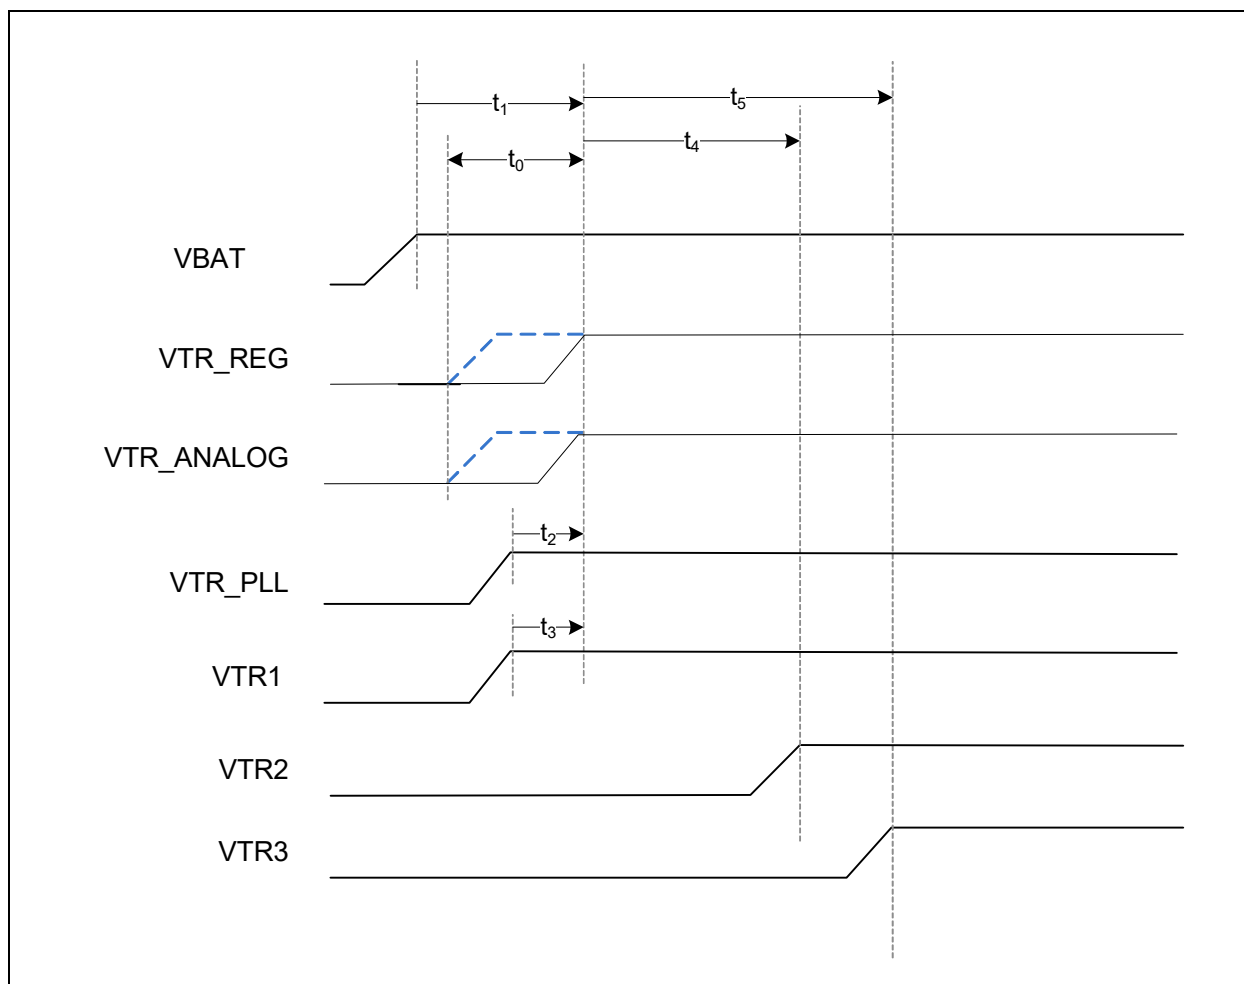 t1
t5
t4
t0
VBAT
VTR_REG
VTR_ANALOG
t2
VTR_PLL
t3
VTR1
VTR2
VTR3